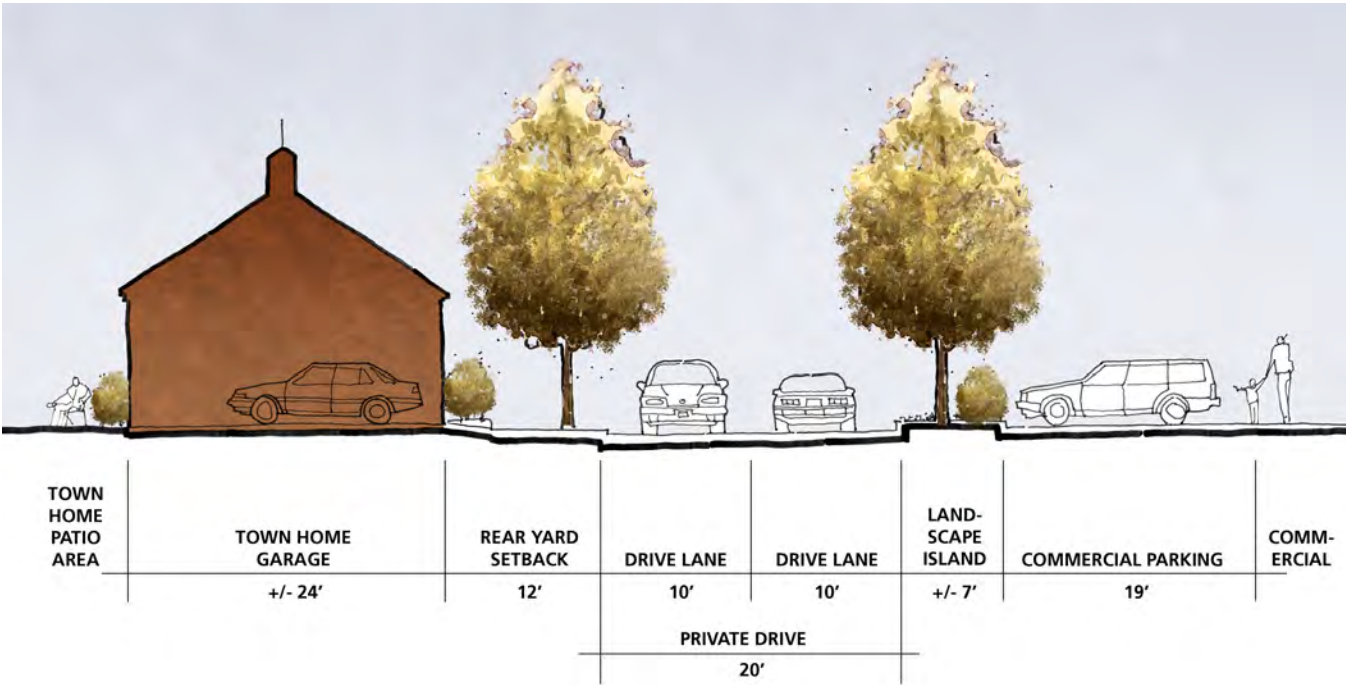 TOWN
HOME
PATIO
AREA
TOWN HOME
GARAGE
+/- 24’
REAR YARD
SETBACK
12’
DRIVE LANE
10’
DRIVE LANE
10’
LAND-
SCAPE
ISLAND
+/- 7’
COMMERCIAL PARKING
19’
COMM-
ERCIAL
PRIVATE DRIVE
20’